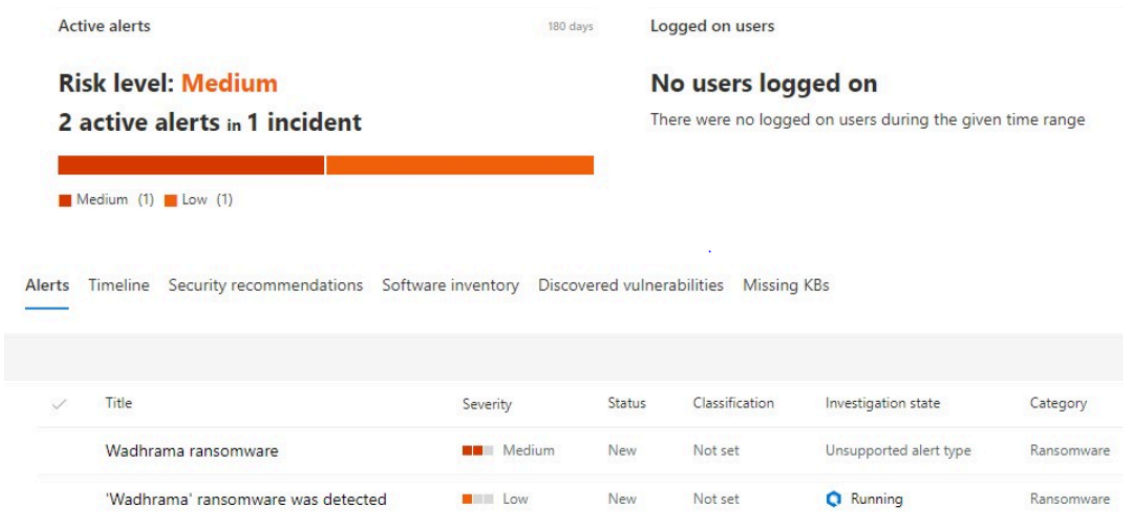 Active alerts 180 days
Logged on users
Risk level: Medium
2 active alerts in 1 incident
No users logged on
There were no logged on users during the given time range
Medium (1) Low (1)
Alerts Timeline Security recommendations Software inventory Discovered vulnerabilities Missing KBs
Title Severity Status Classification Investigation state Category
Wadhrama ransomware Medium New Not set Unsupported alert type Ransomware
'Wadhrama' ransomware was detected Low New Not set Running Ransomware